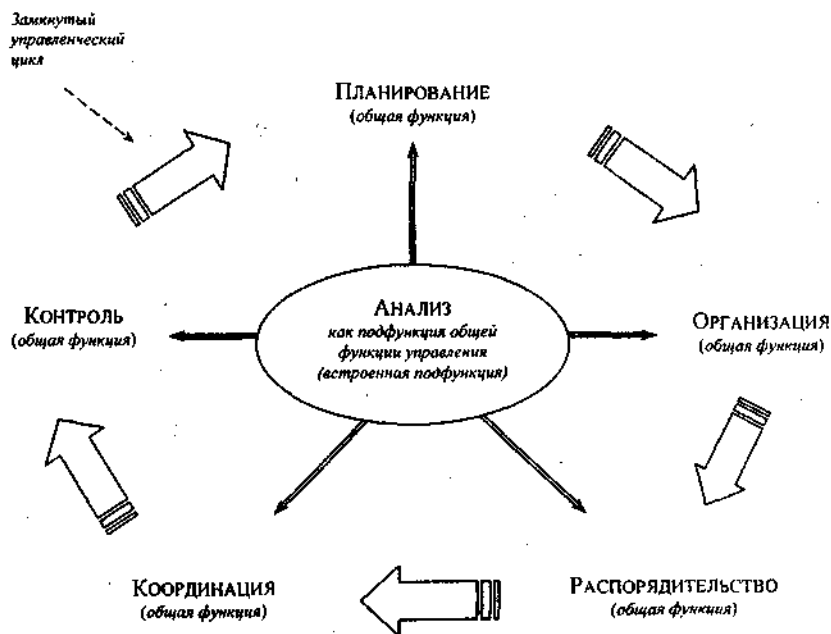 Замкнутый
управленческий
цикл
ПЛАНИРОВАНИЕ
(общая функция)
АНАЛИЗ
как подфункция общей
функции управления
(встроенная подфункция)
КОНТРОЛЬ
(общая функция)
ОРГАНИЗАЦИЯ
(общая функция)
КООРДИНАЦИЯ
(общая функция)
РАСПОРЯДИТЕЛЬСТВО
(общая функция)